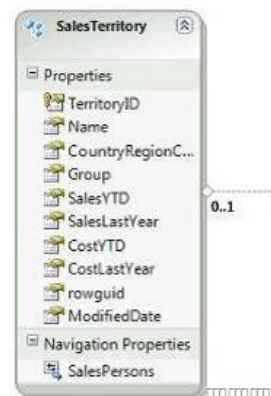 SalesTerritory
Properties
TerritoryID
Name
CountryRegionC...
Group
SalesYTD
SalesLastYear
CostYTD
CostLastYear
rowguid
ModifiedDate
Navigation Properties
SalesPersons
0..1